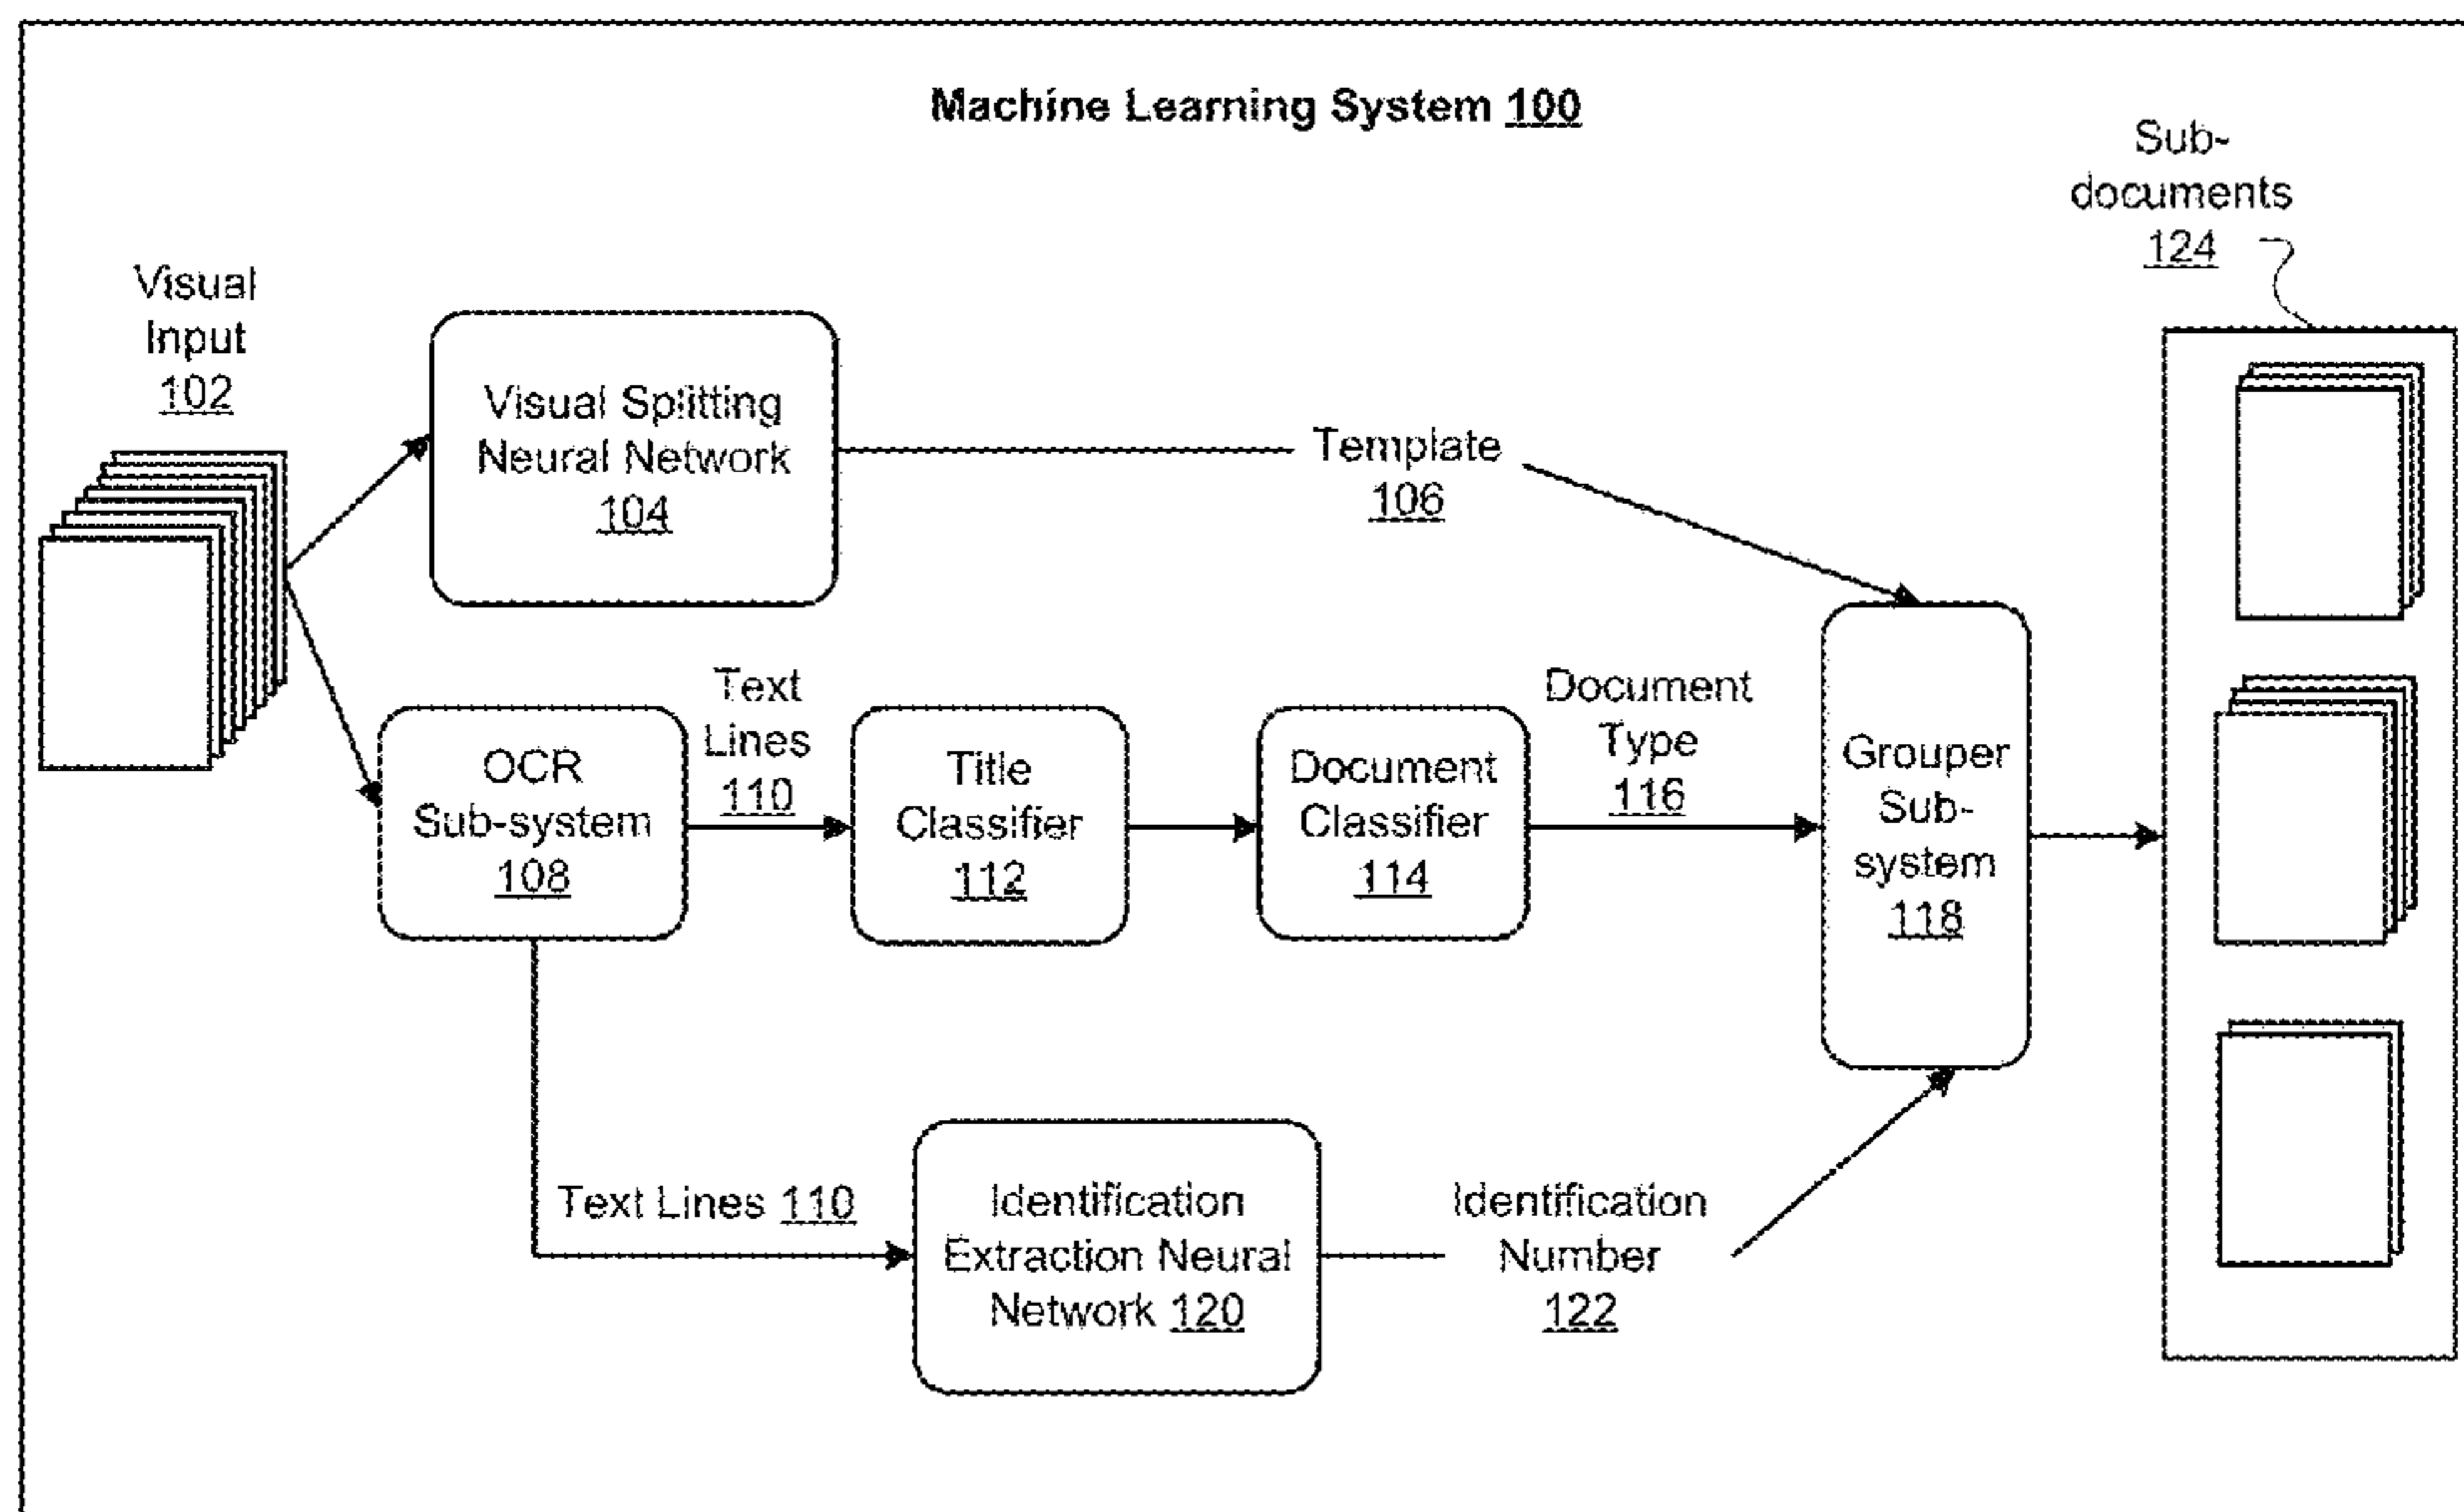 Machine Learning System 100
Sub-
documents
124
Visual
Input
102
Visual Splitting
Neural Network
104
Template
106
Text
Lines
110
Document
Type
116
OCR
Sub-system
108
Title
Classifier
112
Document
Classifier
114
Grouper
Sub-
system
118
Text Lines 110
Identification
Extraction Neural
Network 120
Identification
Number
122